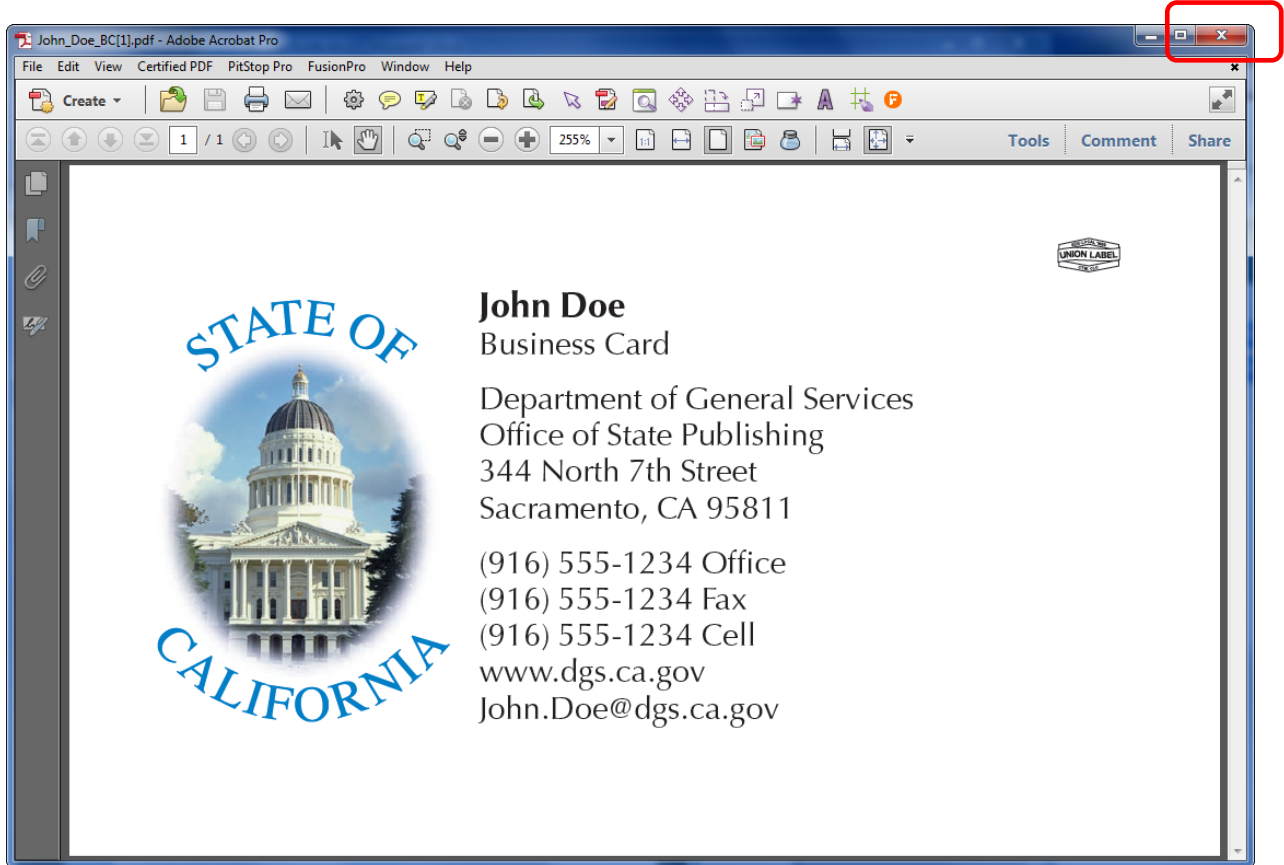 John_Doe_BC[1].pdf - Adobe Acrobat Pro
File Edit View Certified PDF PitStop Pro FusionPro Window Help
Create
1 / 1 255% 1:1
Tools Comment Share
UNION LABEL
STATE OF
CALIFORNIA
John Doe
Business Card
Department of General Services
Office of State Publishing
344 North 7th Street
Sacramento, CA 95811
(916) 555-1234 Office
(916) 555-1234 Fax
(916) 555-1234 Cell
www.dgs.ca.gov
John.Doe@dgs.ca.gov